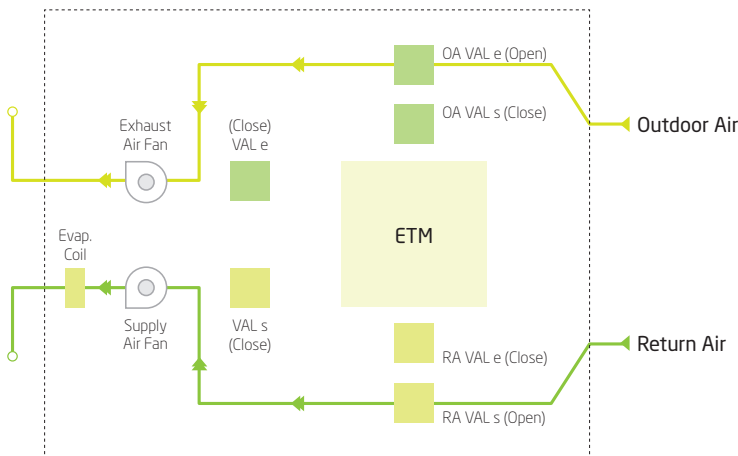 OA VAL e (Open)
OA VAL s (Close)
Outdoor Air
Exhaust
Air Fan
(Close)
VAL e
ETM
Evap.
Coil
Supply
Air Fan
VAL s
(Close)
Return Air
RA VAL e (Close)
RA VAL s (Open)